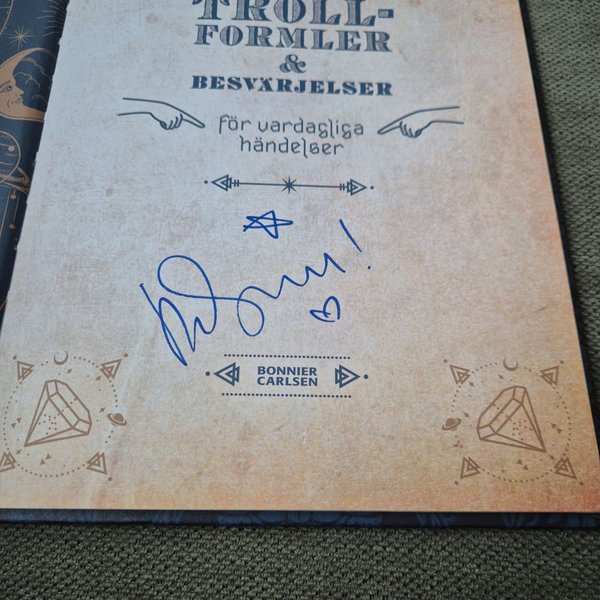 TROLL-
FORMLER
&
BESVÄRJELSER
för vardagliga
händelser
BONNIER
CARLSEN